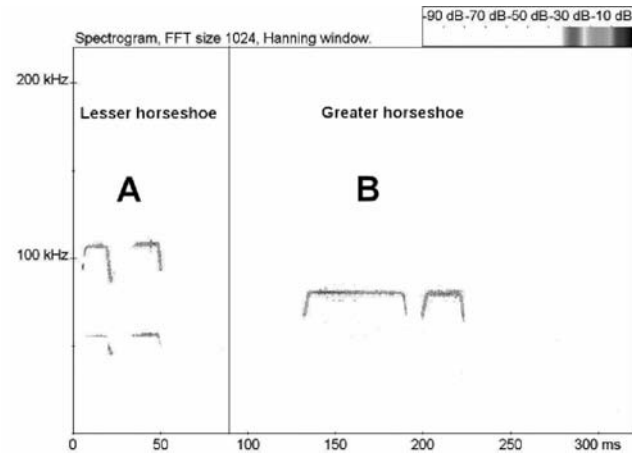 -90 dB-70 dB-50 dB-30 dB-10 dB
Spectrogram, FFT size 1024, Hanning window.
200 kHz
Lesser horseshoe Greater horseshoe
A B
100 kHz
0
0 50 100 150 200 250 300 ms